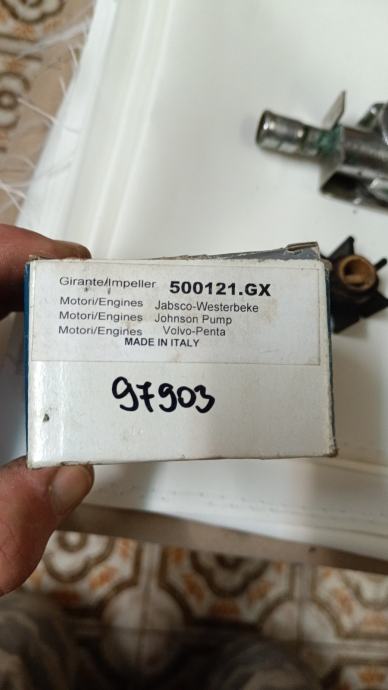 Girante/Impeller 500121.GX
Motori/Engines Jabsco-Westerbeke
Motori/Engines Johnson Pump
Motori/Engines Volvo-Penta
MADE IN ITALY
97903